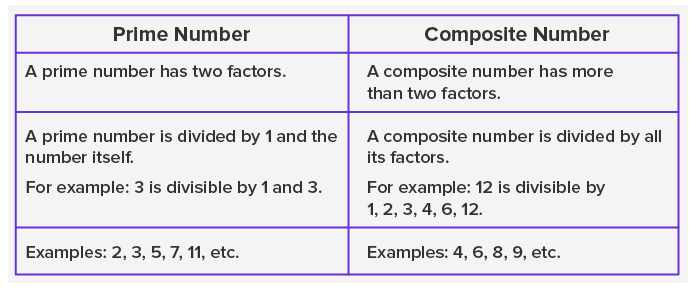 Prime Number
Composite Number
A prime number has two factors.
A composite number has more
than two factors.
A prime number is divided by 1 and the
number itself.
For example: 3 is divisible by 1 and 3.
A composite number is divided by all
its factors.
For example: 12 is divisible by
1, 2, 3, 4, 6, 12.
Examples: 2, 3, 5, 7, 11, etc.
Examples: 4, 6, 8, 9, etc.